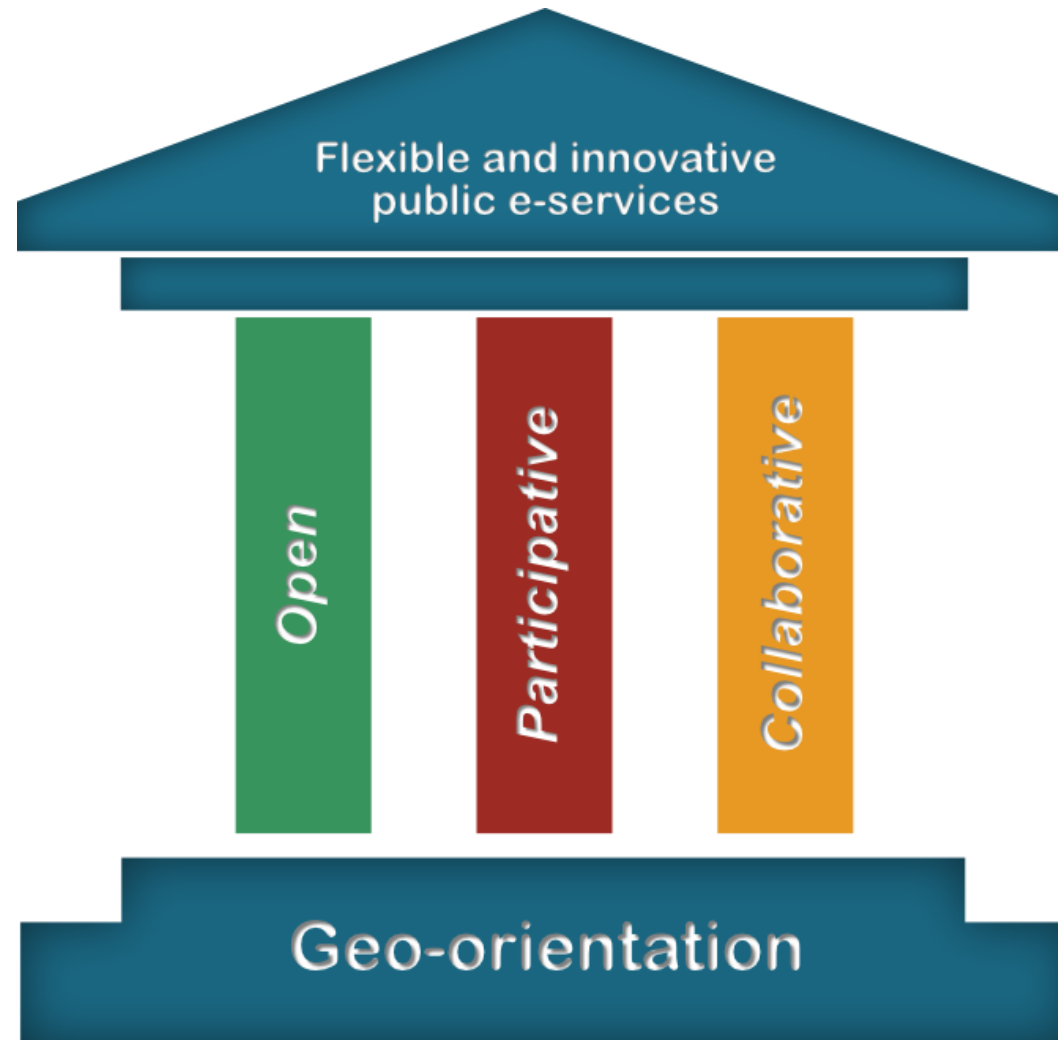 Flexible and innovative
public e-services
Open
Participative
Collaborative
Geo-orientation